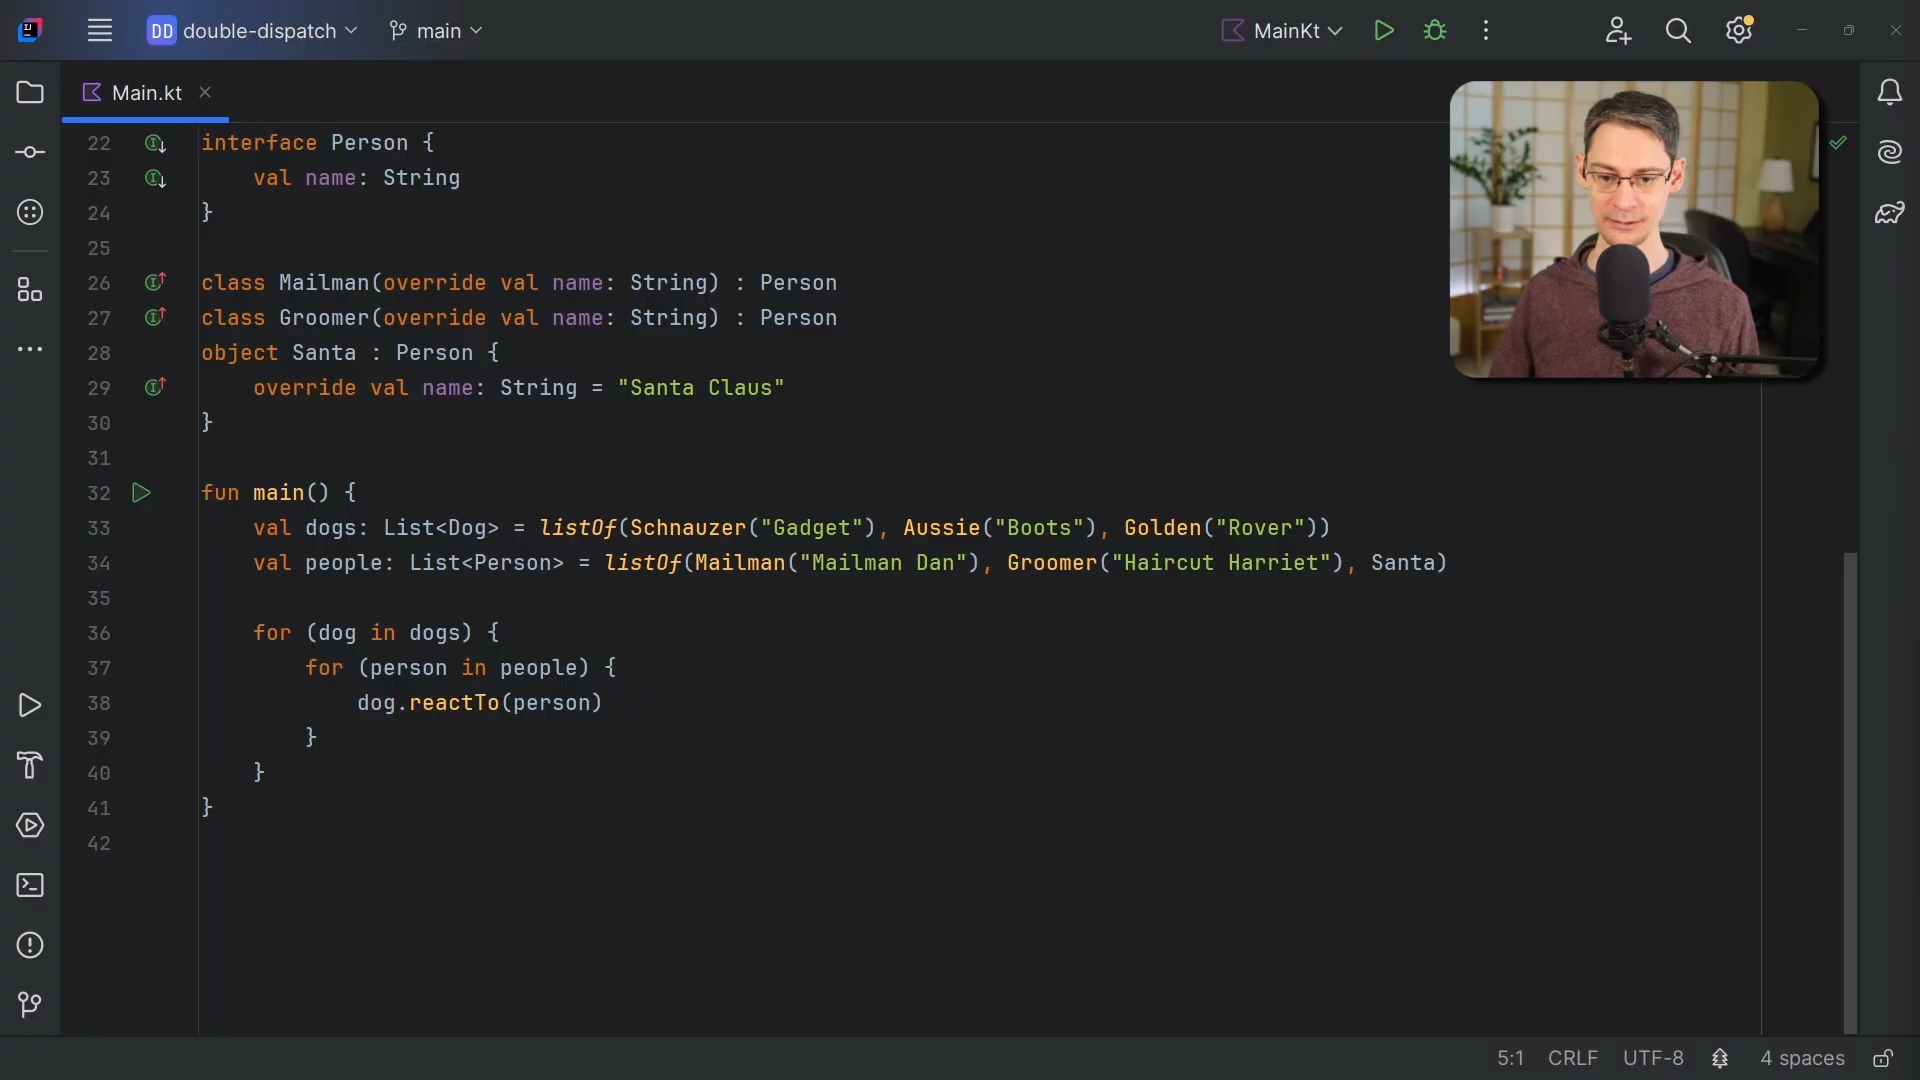 DD double-dispatch main MainKt
Main.kt
22 interface Person {
23 val name: String
24 }
25
26 class Mailman(override val name: String) : Person
27 class Groomer(override val name: String) : Person
28 object Santa : Person {
29 override val name: String = "Santa Claus"
30 }
31
32 fun main() {
33 val dogs: List<Dog> = listOf(Schnauzer("Gadget"), Aussie("Boots"), Golden("Rover"))
34 val people: List<Person> = listOf(Mailman("Mailman Dan"), Groomer("Haircut Harriet"), Santa)
35
36 for (dog in dogs) {
37 for (person in people) {
38 dog.reactTo(person)
39 }
40 }
41 }
42
5:1 CRLF UTF-8 4 spaces